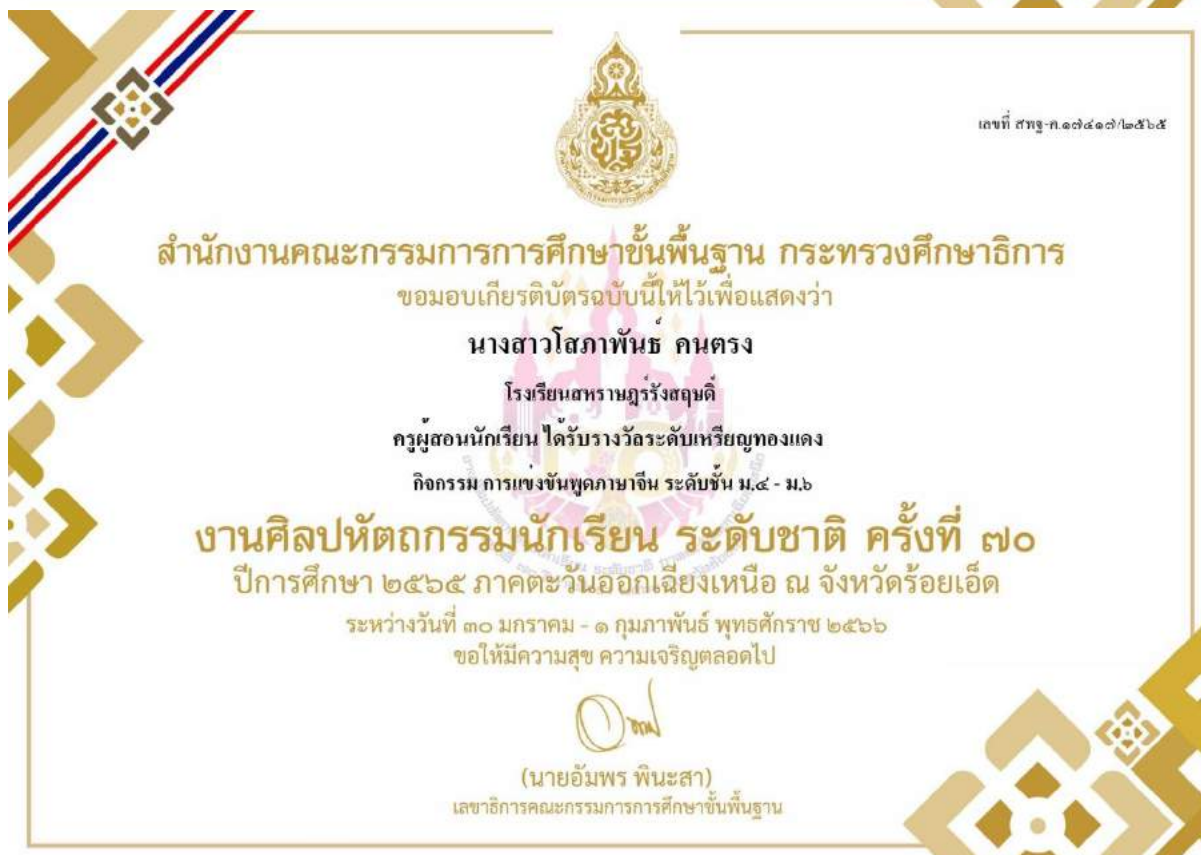 เลขที่ สพฐ-ค.๑๗๔๑๗/๒๕๖๕
สำนักงานคณะกรรมการการศึกษาขั้นพื้นฐาน กระทรวงศึกษาธิการ
ขอมอบเกียรติบัตรฉบับนี้ให้ไว้เพื่อแสดงว่า
นางสาวโสภาพันธ์ คนตรง
โรงเรียนสหราษฎร์รังสฤษดิ์
ครูผู้สอนนักเรียน ได้รับรางวัลระดับเหรียญทองแดง
กิจกรรม การแข่งขันพูดภาษาจีน ระดับชั้น ม.๔ - ม.๖
งานศิลปหัตถกรรมนักเรียน ระดับชาติ ครั้งที่ ๗๐
ปีการศึกษา ๒๕๖๕ ภาคตะวันออกเฉียงเหนือ ณ จังหวัดร้อยเอ็ด
ระหว่างวันที่ ๓๐ มกราคม - ๑ กุมภาพันธ์ พุทธศักราช ๒๕๖๖
ขอให้มีความสุข ความเจริญตลอดไป
(นายอัมพร พินะสา)
เลขาธิการคณะกรรมการการศึกษาขั้นพื้นฐาน